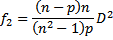 f₂ = (n − p)n / (n² − 1)p D²